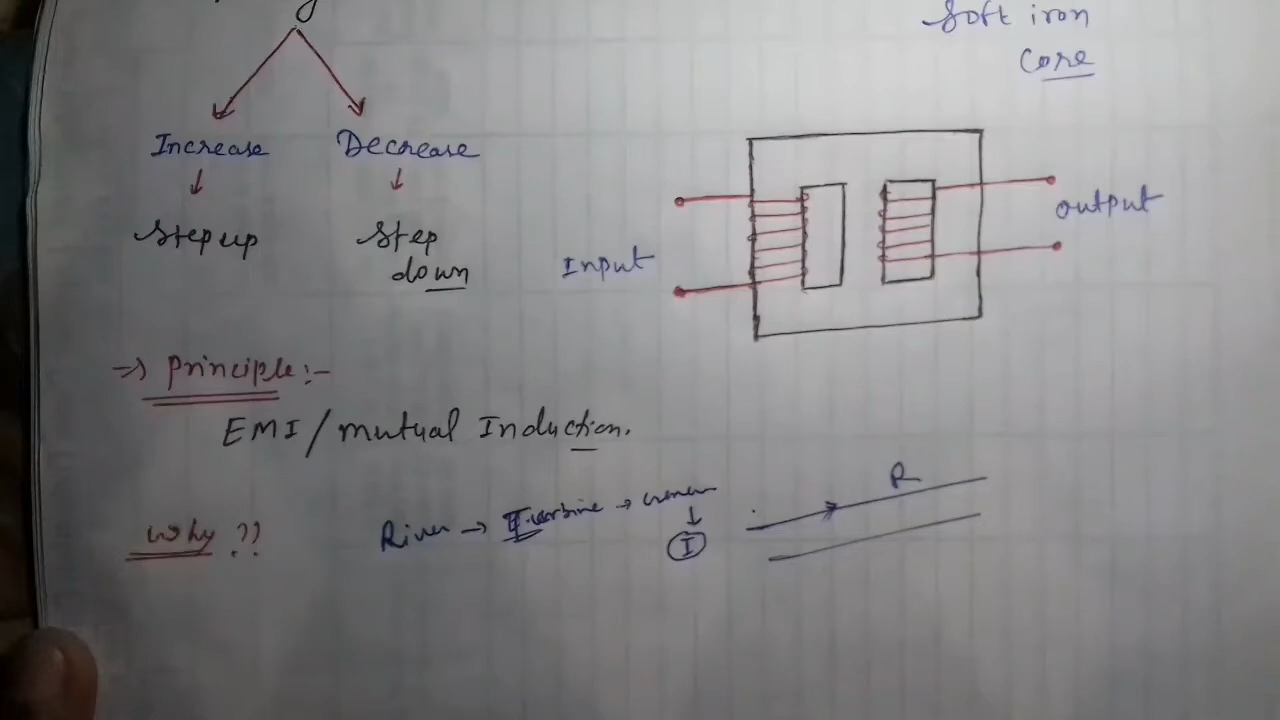 Soft iron
core
Increase Decrease
Step up Step
down
Input
output
→ Principle:-
EMI/mutual Induction.
Why ??
River → Turbine →
I
R